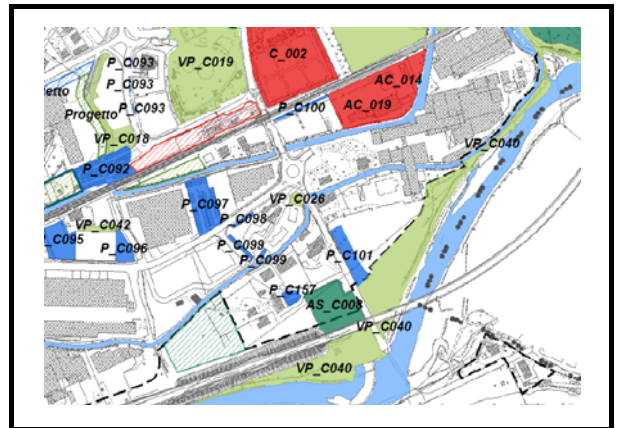 C_002
VP_C019
P_C093
AC_014
P_C093
etto
P_C093
P_C100
AC_019
Progetto
VP_C018
VP_C040
P_C092
P_C097
VP_C026
P_C098
VP_C042
P_C095
P_C096
P_C099
P_C101
P_C099
P_C157
AS_C008
VP_C040
VP_C040